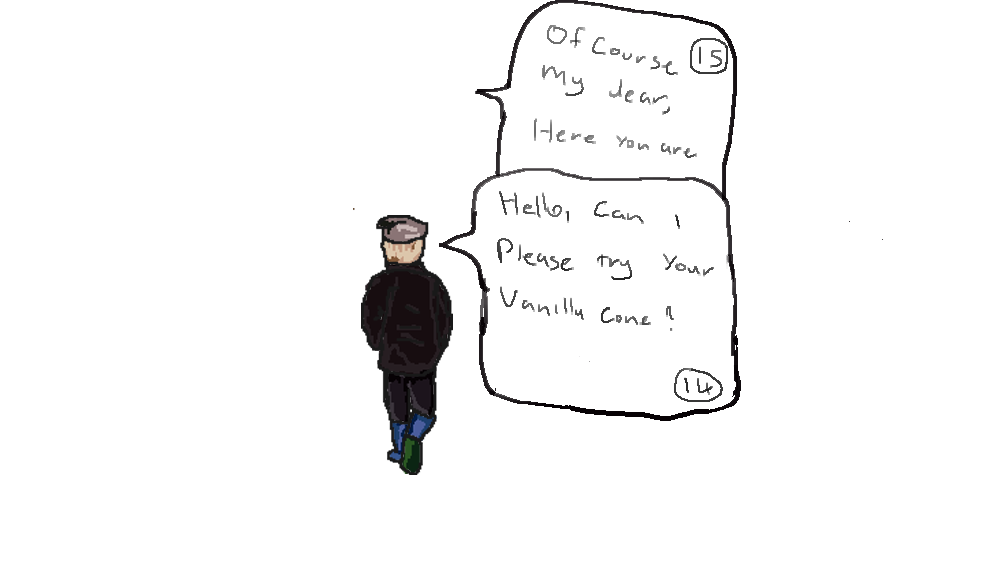 Of Course 15
My dear,
Here you are
Hello, Can i
Please try Your
Vanilla Cone?
14